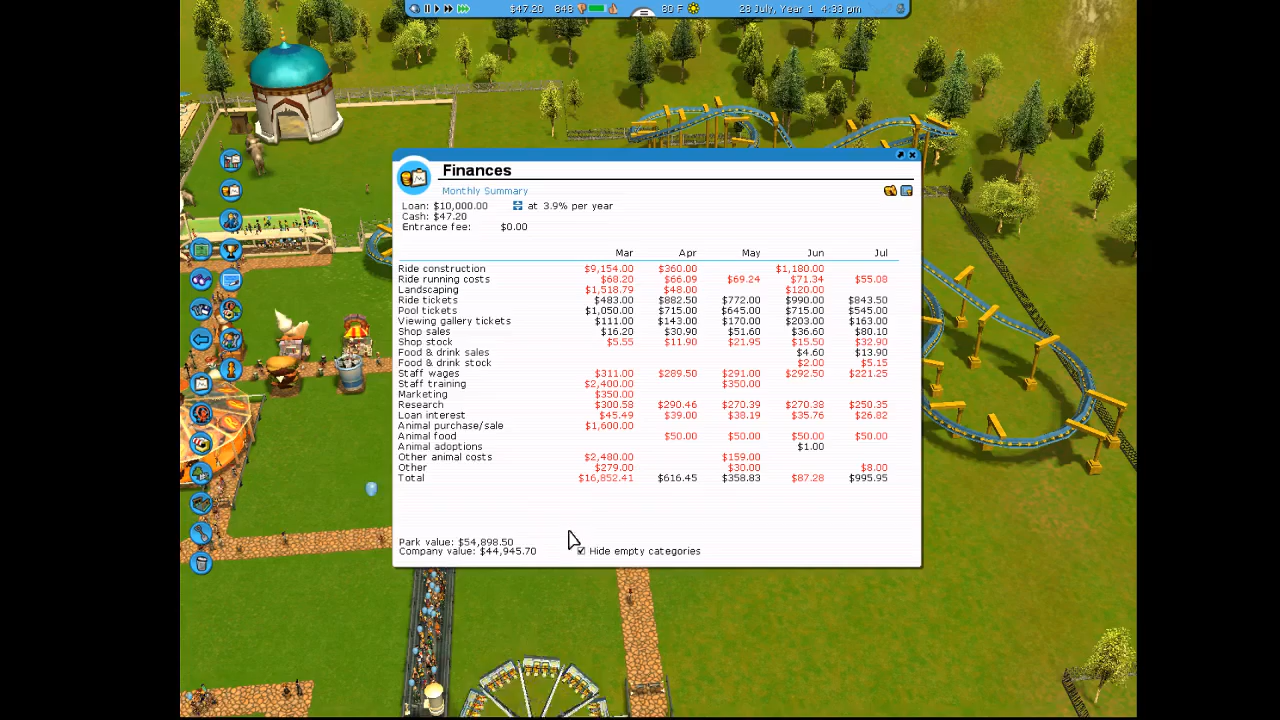 $47.20 848 80 F 28 July, Year 1 4:33 pm
Finances
Monthly Summary
Loan: $10,000.00 at 3.9% per year
Cash: $47.20
Entrance fee: $0.00
Mar Apr May Jun Jul
Ride construction $9,154.00 $360.00 $1,180.00
Ride running costs $68.20 $66.09 $69.24 $71.34 $55.08
Landscaping $1,518.79 $48.00 $120.00
Ride tickets $483.00 $882.50 $772.00 $990.00 $843.50
Pool tickets $1,050.00 $715.00 $645.00 $715.00 $545.00
Viewing gallery tickets $111.00 $143.00 $170.00 $203.00 $163.00
Shop sales $16.20 $30.90 $51.60 $36.60 $80.10
Shop stock $5.55 $11.90 $21.95 $15.50 $32.90
Food & drink sales $4.60 $13.90
Food & drink stock $2.00 $5.15
Staff wages $311.00 $289.50 $291.00 $292.50 $221.25
Staff training $2,400.00 $350.00
Marketing $350.00
Research $300.58 $290.46 $270.39 $270.38 $250.35
Loan interest $45.49 $39.00 $38.19 $35.76 $26.82
Animal purchase/sale $1,600.00
Animal food $50.00 $50.00 $50.00 $50.00
Animal adoptions $1.00
Other animal costs $2,480.00 $159.00
Other $279.00 $30.00 $8.00
Total $16,852.41 $616.45 $358.83 $87.28 $995.95
Park value: $54,898.50
Company value: $44,945.70 Hide empty categories